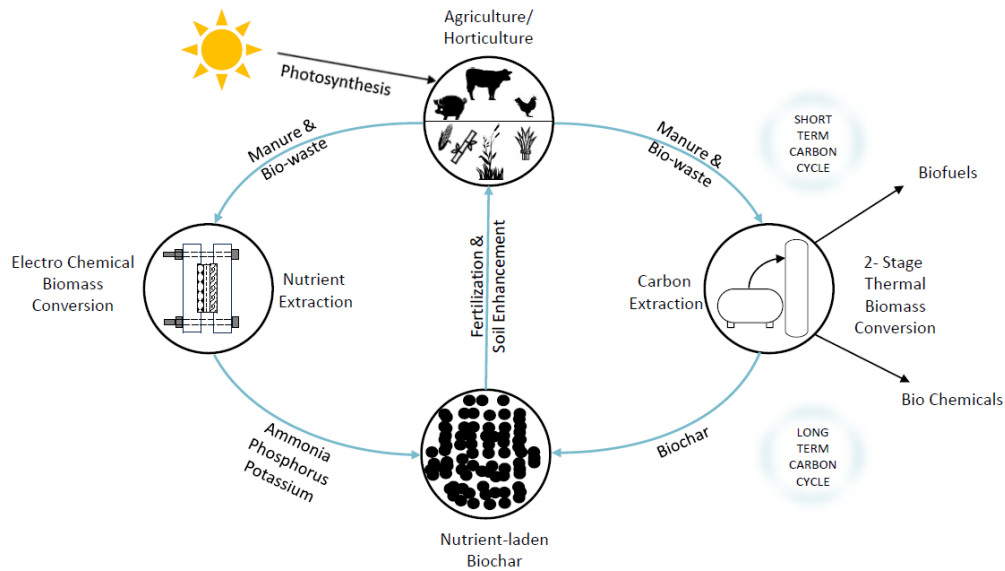 Agriculture/
Horticulture
Photosynthesis
Manure &
Bio-waste
Manure &
Bio-waste
SHORT
TERM
CARBON
CYCLE
Biofuels
Electro Chemical
Biomass
Conversion
Nutrient
Extraction
Fertilization &
Soil Enhancement
Carbon
Extraction
2- Stage
Thermal
Biomass
Conversion
Bio Chemicals
Ammonia
Phosphorus
Potassium
Biochar
LONG
TERM
CARBON
CYCLE
Nutrient-laden
Biochar